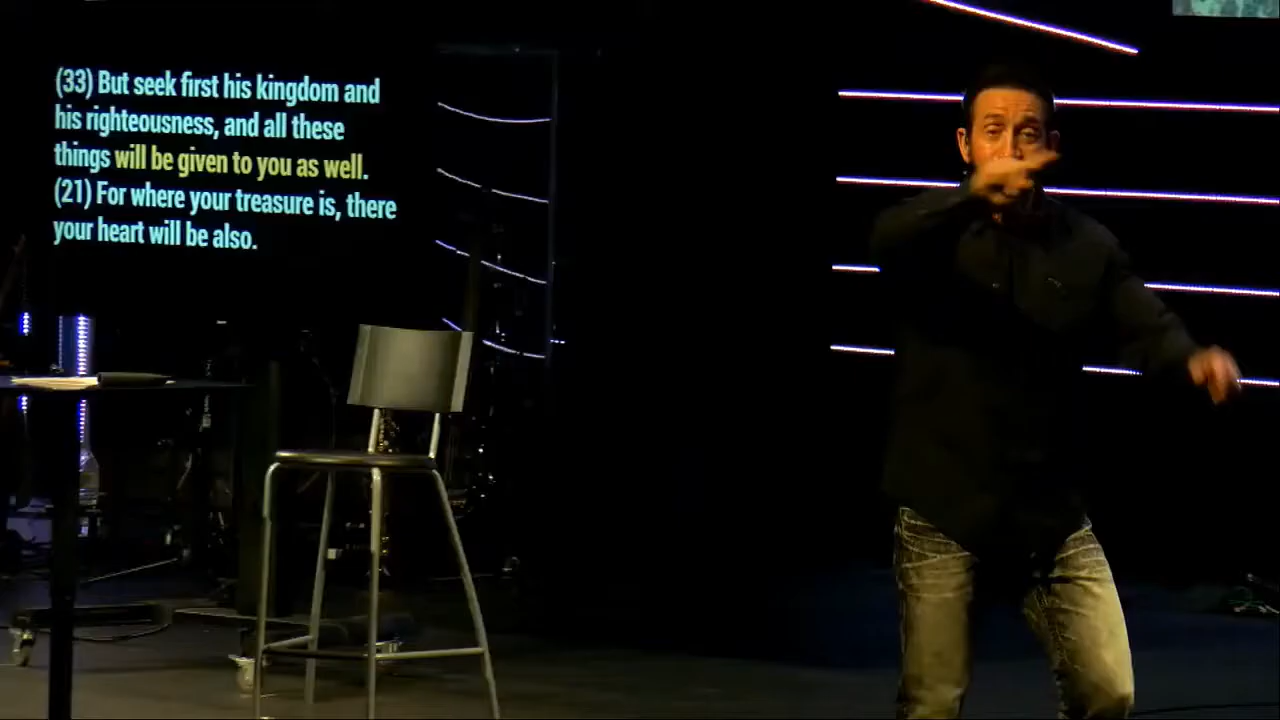 (33) But seek first his kingdom and
his righteousness, and all these
things will be given to you as well.
(21) For where your treasure is, there
your heart will be also.